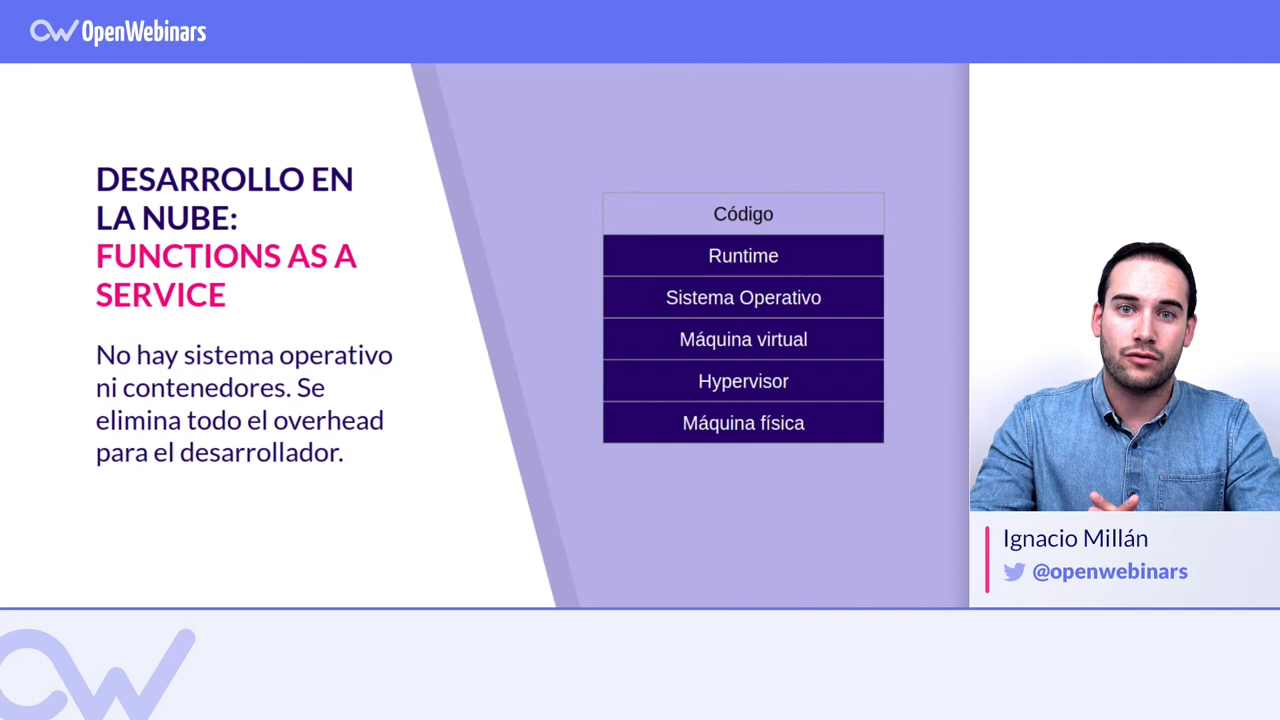 OpenWebinars
DESARROLLO EN
LA NUBE:
FUNCTIONS AS A
SERVICE
No hay sistema operativo
ni contenedores. Se
elimina todo el overhead
para el desarrollador.
Código
Runtime
Sistema Operativo
Máquina virtual
Hypervisor
Máquina física
Ignacio Millán
@openwebinars